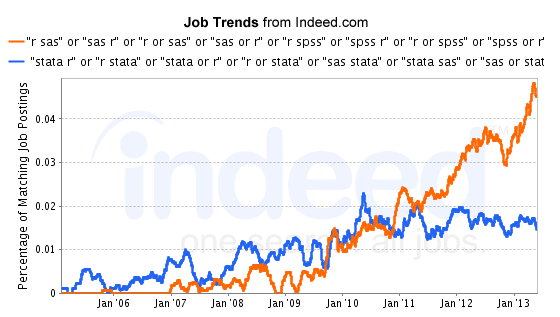 Job Trends from Indeed.com
"r sas" or "sas r" or "r or sas" or "sas or r" or "r spss" or "spss r" or "r or spss" or "spss or r"
"stata r" or "r stata" or "stata or r" or "r or stata" or "sas stata" or "stata sas" or "sas or stat
Percentage of Matching Job Postings
0.04
0.03
0.02
0.01
0
indeed
one search. all jobs.
Jan '06
Jan '07
Jan '08
Jan '09
Jan '10
Jan '11
Jan '12
Jan '13